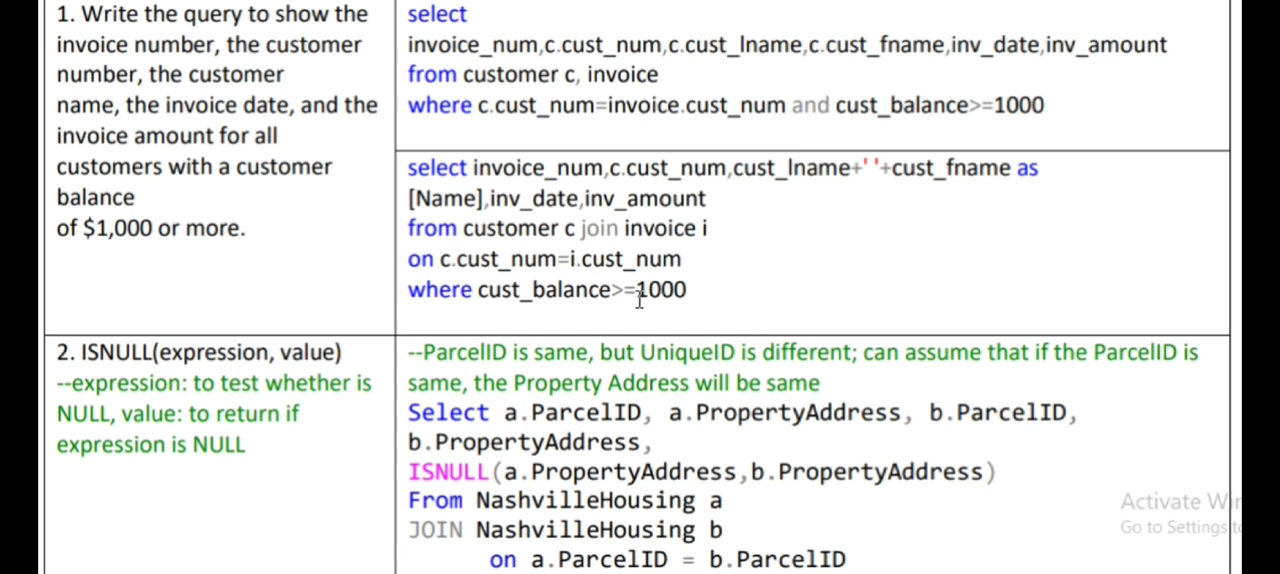 1. Write the query to show the
invoice number, the customer
number, the customer
name, the invoice date, and the
invoice amount for all
customers with a customer
balance
of $1,000 or more.
select
invoice_num,c.cust_num,c.cust_lname,c.cust_fname,inv_date,inv_amount
from customer c, invoice
where c.cust_num=invoice.cust_num and cust_balance>=1000
select invoice_num,c.cust_num,cust_lname+' '+cust_fname as
[Name],inv_date,inv_amount
from customer c join invoice i
on c.cust_num=i.cust_num
where cust_balance>=1000
2. ISNULL(expression, value)
--expression: to test whether is
NULL, value: to return if
expression is NULL
--ParcelID is same, but UniqueID is different; can assume that if the ParcelID is
same, the Property Address will be same
Select a.ParcelID, a.PropertyAddress, b.ParcelID,
b.PropertyAddress,
ISNULL(a.PropertyAddress,b.PropertyAddress)
From NashvilleHousing a
JOIN NashvilleHousing b
on a.ParcelID = b.ParcelID
Activate Win
Go to Settings to